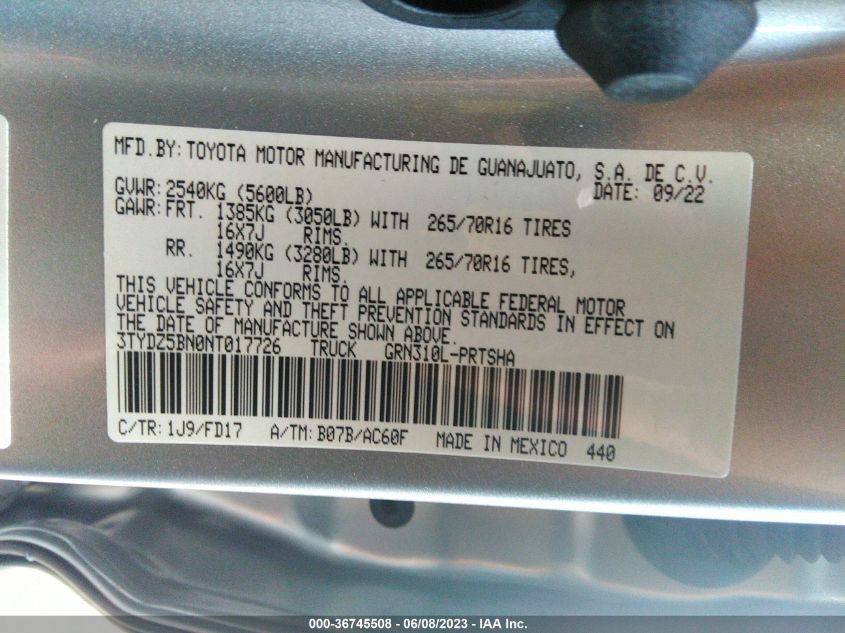 MFD.BY: TOYOTA MOTOR MANUFACTURING DE GUANAJUATO, S.A. DE C.V.
GVWR: 2540KG (5600LB) DATE: 09/22
GAWR: FRT. 1385KG (3050LB) WITH 265/70R16 TIRES
16X7J RIMS.
RR. 1490KG (3280LB) WITH 265/70R16 TIRES,
16X7J RIMS.
THIS VEHICLE CONFORMS TO ALL APPLICABLE FEDERAL MOTOR
VEHICLE SAFETY AND THEFT PREVENTION STANDARDS IN EFFECT ON
THE DATE OF MANUFACTURE SHOWN ABOVE.
3TYDZ5BN0NT017726 TRUCK GRN310L-PRTSHA
C/TR: 1J9/FD17 A/TM: B07B/AC60F MADE IN MEXICO 440
000-36745508 - 06/08/2023 - IAA Inc.